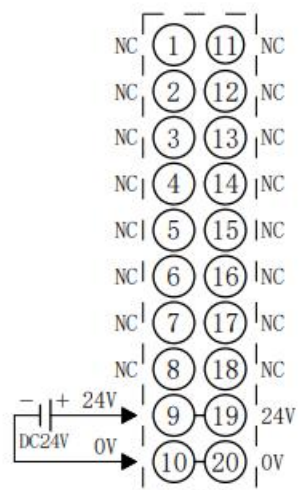 NC 1 11 NC
NC 2 12 NC
NC 3 13 NC
NC 4 14 NC
NC 5 15 NC
NC 6 16 NC
NC 7 17 NC
NC 8 18 NC
- + 24V 9 19 24V
DC24V 0V 10 20 0V